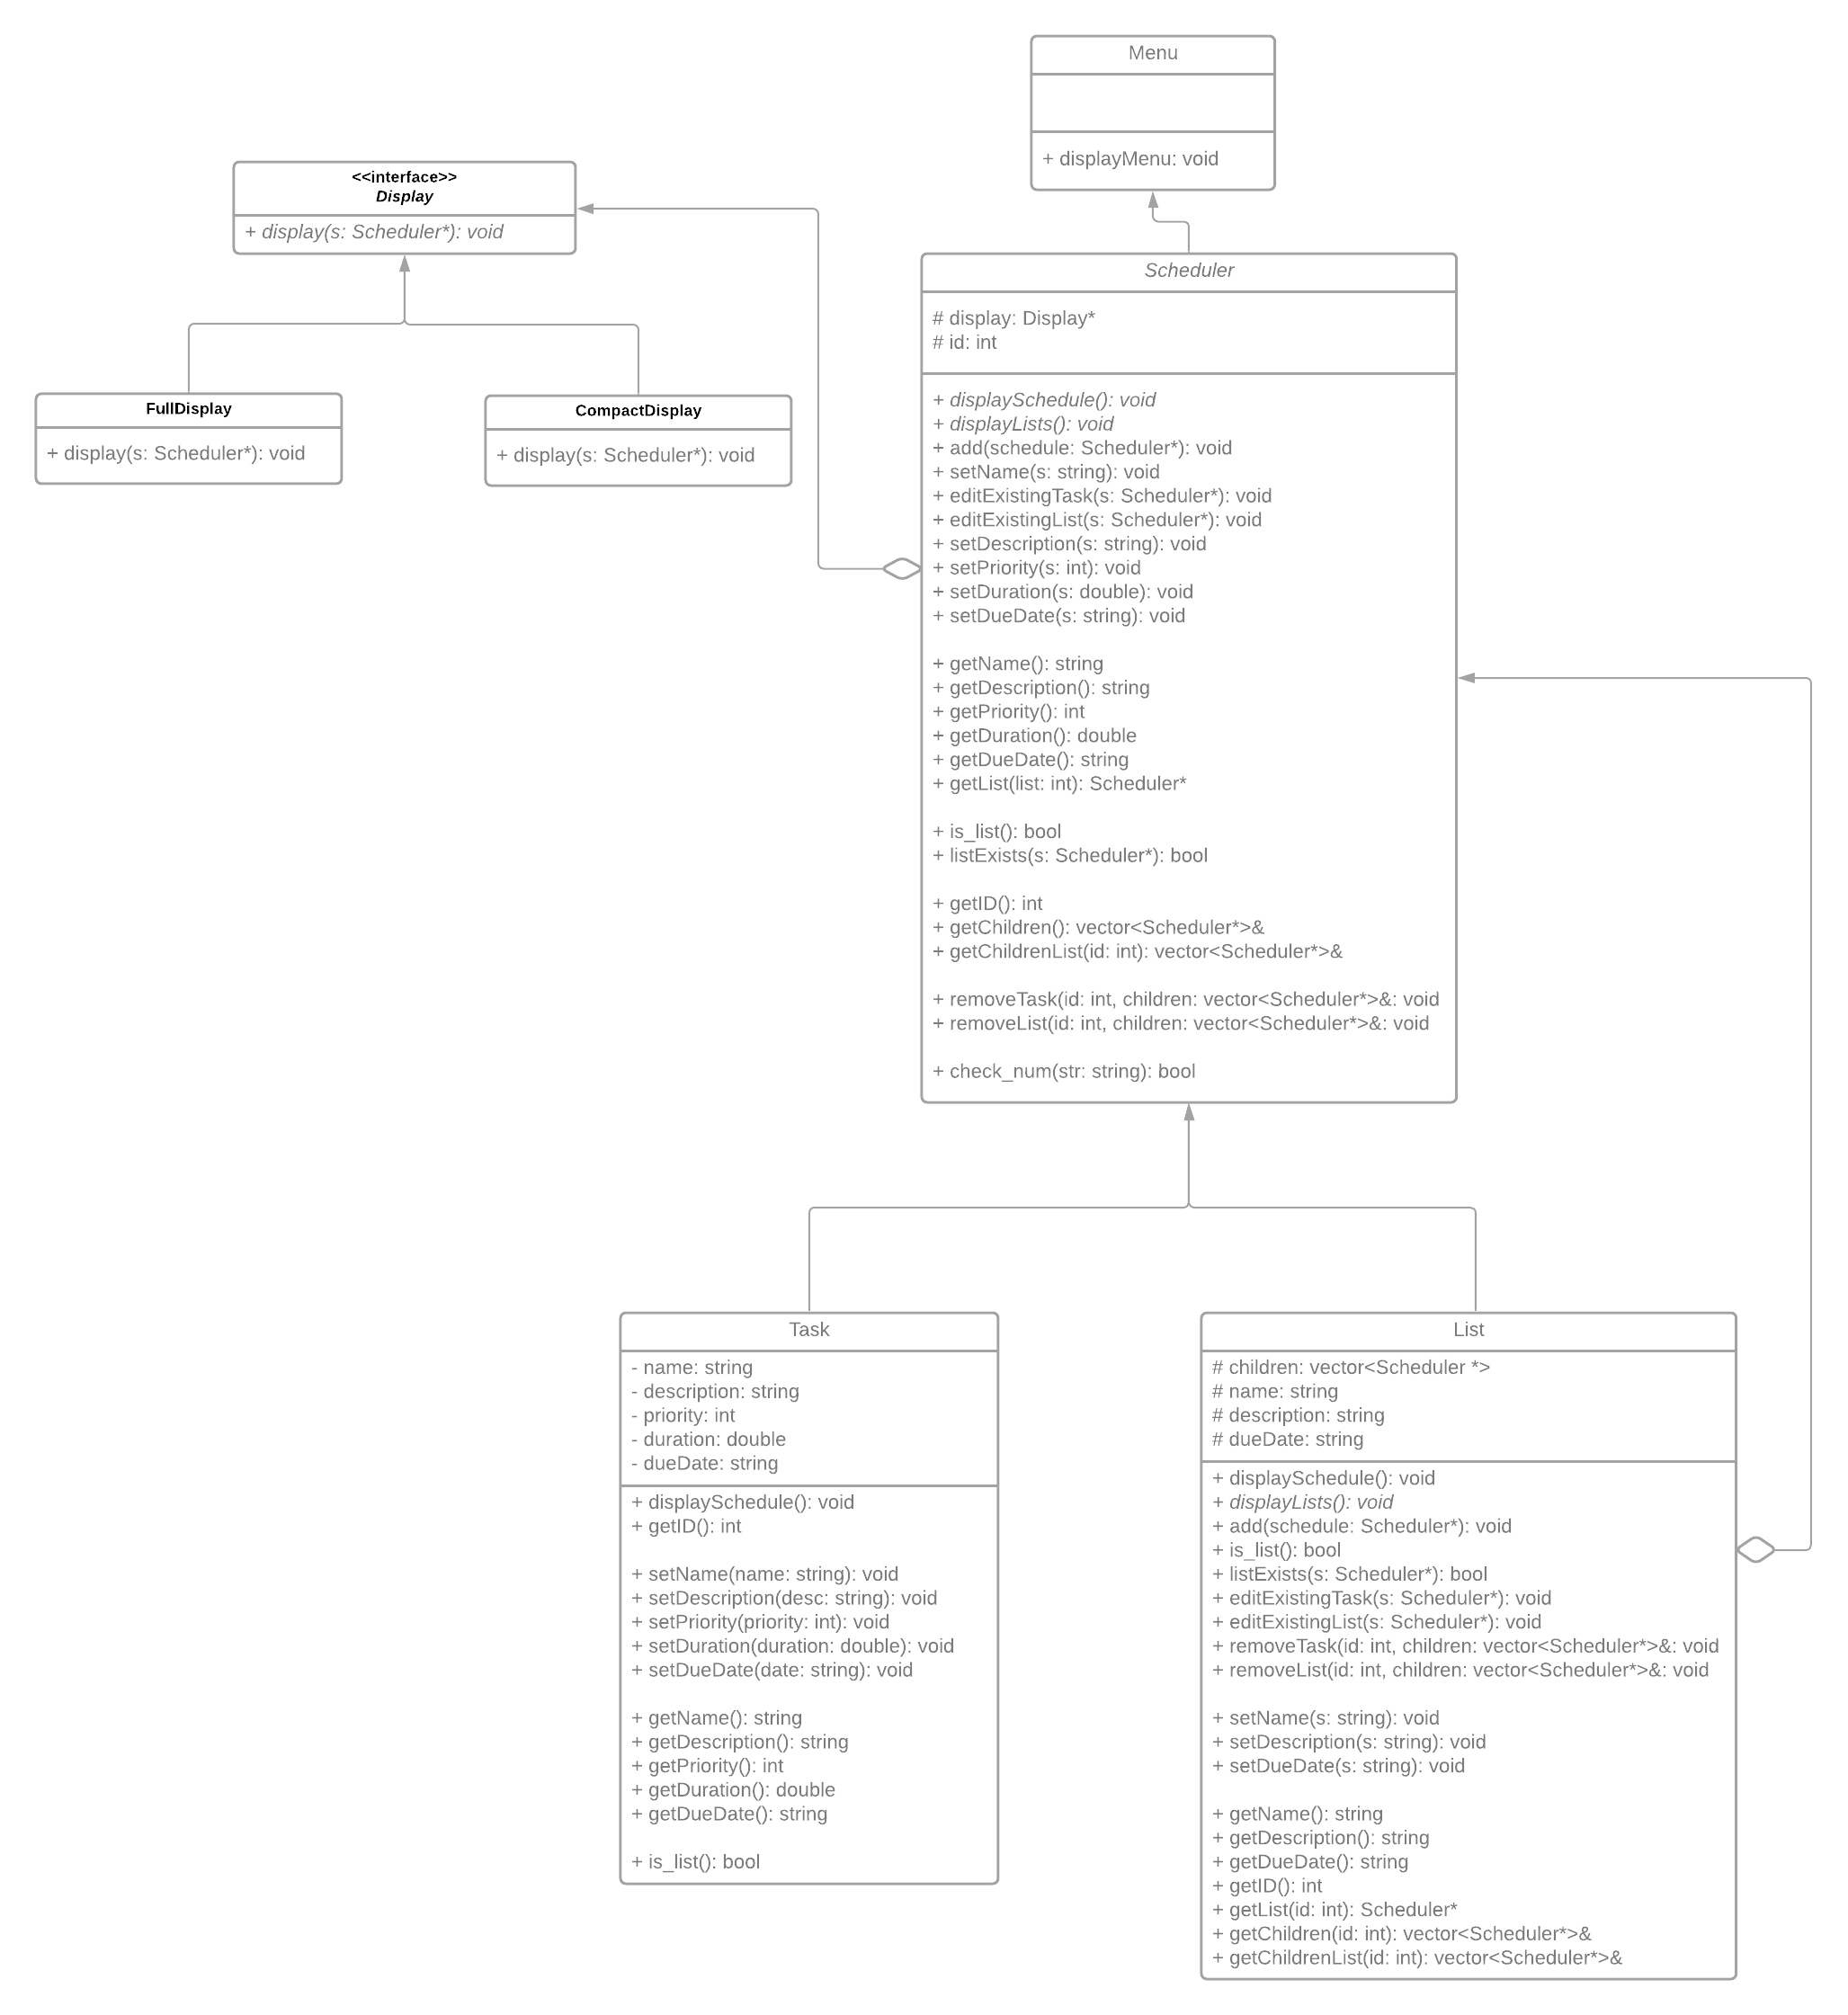 Menu
+ displayMenu: void
<<interface>>
Display
+ display(s: Scheduler*): void
FullDisplay
+ display(s: Scheduler*): void
CompactDisplay
+ display(s: Scheduler*): void
Scheduler
# display: Display*
# id: int
+ displaySchedule(): void
+ displayLists(): void
+ add(schedule: Scheduler*): void
+ setName(s: string): void
+ editExistingTask(s: Scheduler*): void
+ editExistingList(s: Scheduler*): void
+ setDescription(s: string): void
+ setPriority(s: int): void
+ setDuration(s: double): void
+ setDueDate(s: string): void
+ getName(): string
+ getDescription(): string
+ getPriority(): int
+ getDuration(): double
+ getDueDate(): string
+ getList(list: int): Scheduler*
+ is_list(): bool
+ listExists(s: Scheduler*): bool
+ getID(): int
+ getChildren(): vector<Scheduler*>&
+ getChildrenList(id: int): vector<Scheduler*>&
+ removeTask(id: int, children: vector<Scheduler*>&: void
+ removeList(id: int, children: vector<Scheduler*>&: void
+ check_num(str: string): bool
Task
- name: string
- description: string
- priority: int
- duration: double
- dueDate: string
+ displaySchedule(): void
+ getID(): int
+ setName(name: string): void
+ setDescription(desc: string): void
+ setPriority(priority: int): void
+ setDuration(duration: double): void
+ setDueDate(date: string): void
+ getName(): string
+ getDescription(): string
+ getPriority(): int
+ getDuration(): double
+ getDueDate(): string
+ is_list(): bool
List
# children: vector<Scheduler *>
# name: string
# description: string
# dueDate: string
+ displaySchedule(): void
+ displayLists(): void
+ add(schedule: Scheduler*): void
+ is_list(): bool
+ listExists(s: Scheduler*): bool
+ editExistingTask(s: Scheduler*): void
+ editExistingList(s: Scheduler*): void
+ removeTask(id: int, children: vector<Scheduler*>&: void
+ removeList(id: int, children: vector<Scheduler*>&: void
+ setName(s: string): void
+ setDescription(s: string): void
+ setDueDate(s: string): void
+ getName(): string
+ getDescription(): string
+ getDueDate(): string
+ getID(): int
+ getList(id: int): Scheduler*
+ getChildren(id: int): vector<Scheduler*>&
+ getChildrenList(id: int): vector<Scheduler*>&